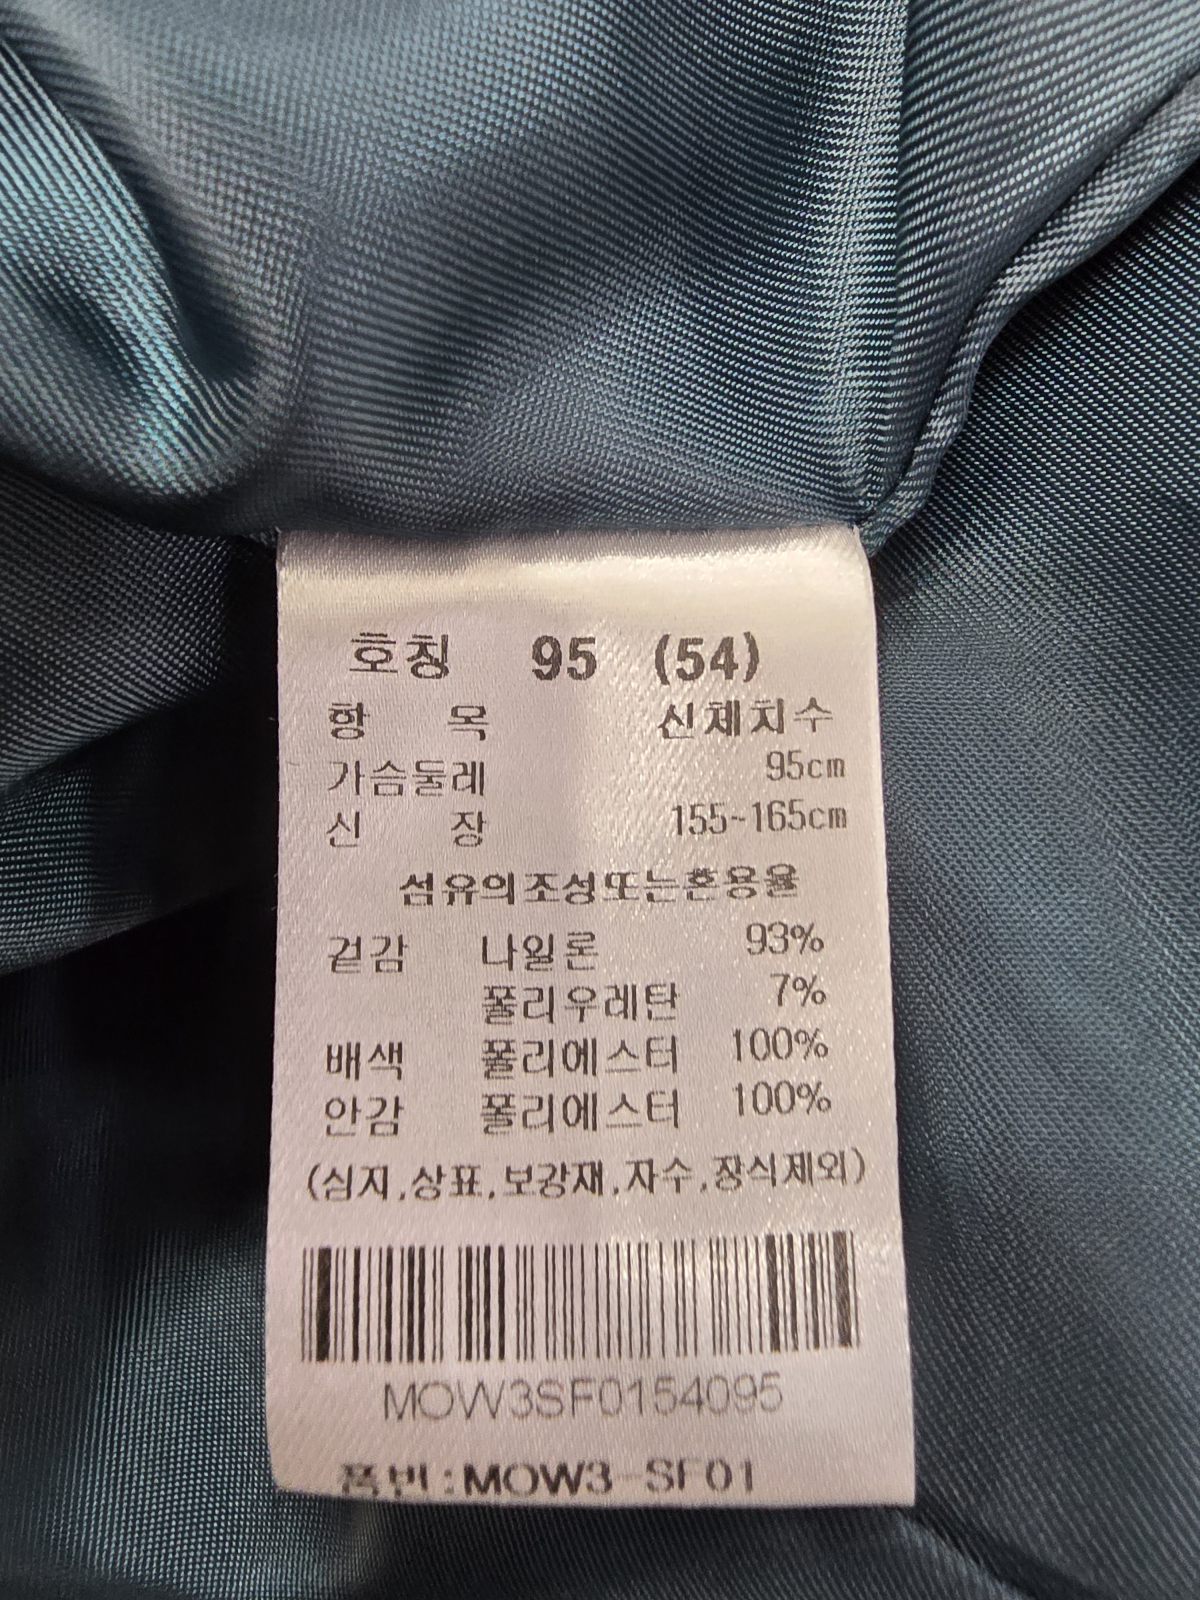 호칭 95 (54)
항 목 신체치수
가슴둘레 95cm
신 장 155~165cm
섬유의조성또는혼용율
겉감 나일론 93%
폴리우레탄 7%
배색 폴리에스터 100%
안감 폴리에스터 100%
(심지,상표,보강재,자수,장식제외)
MOW3SF0154095
품번:MOW3-SF01